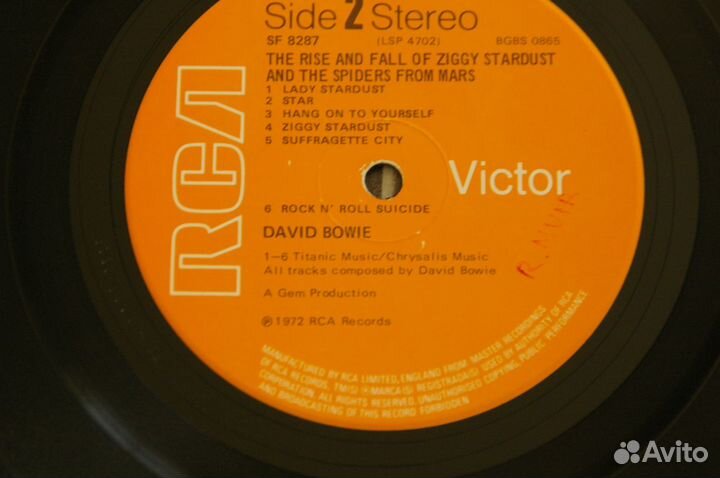 Side 2 Stereo
SF 8287 (LSP 4702) BGBS 0865
THE RISE AND FALL OF ZIGGY STARDUST
AND THE SPIDERS FROM MARS
1 LADY STARDUST
2 STAR
3 HANG ON TO YOURSELF
4 ZIGGY STARDUST
5 SUFFRAGETTE CITY
RCA Victor
6 ROCK N' ROLL SUICIDE
DAVID BOWIE
1–6 Titanic Music/Chrysalis Music
All tracks composed by David Bowie
R. MUIR
A Gem Production
℗1972 RCA Records
MANUFACTURED BY RCA LIMITED, ENGLAND FROM MASTER RECORDINGS
OF RCA RECORDS. TM(S) ® MARCA(S) REGISTRADA(S) USED BY AUTHORITY OF RCA
CORPORATION. ALL RIGHTS RESERVED. UNAUTHORISED COPYING, PUBLIC PERFORMANCE
AND BROADCASTING OF THIS RECORD FORBIDDEN
Avito